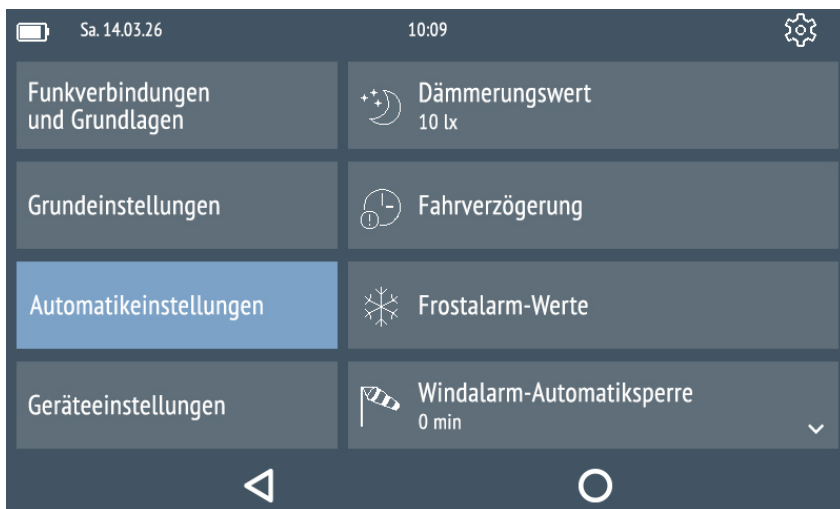 Sa. 14.03.26
10:09
Funkverbindungen
und Grundlagen
Grundeinstellungen
Automatikeinstellungen
Geräteeinstellungen
Dämmerungswert
10 lx
Fahrverzögerung
Frostalarm-Werte
Windalarm-Automatiksperre
0 min